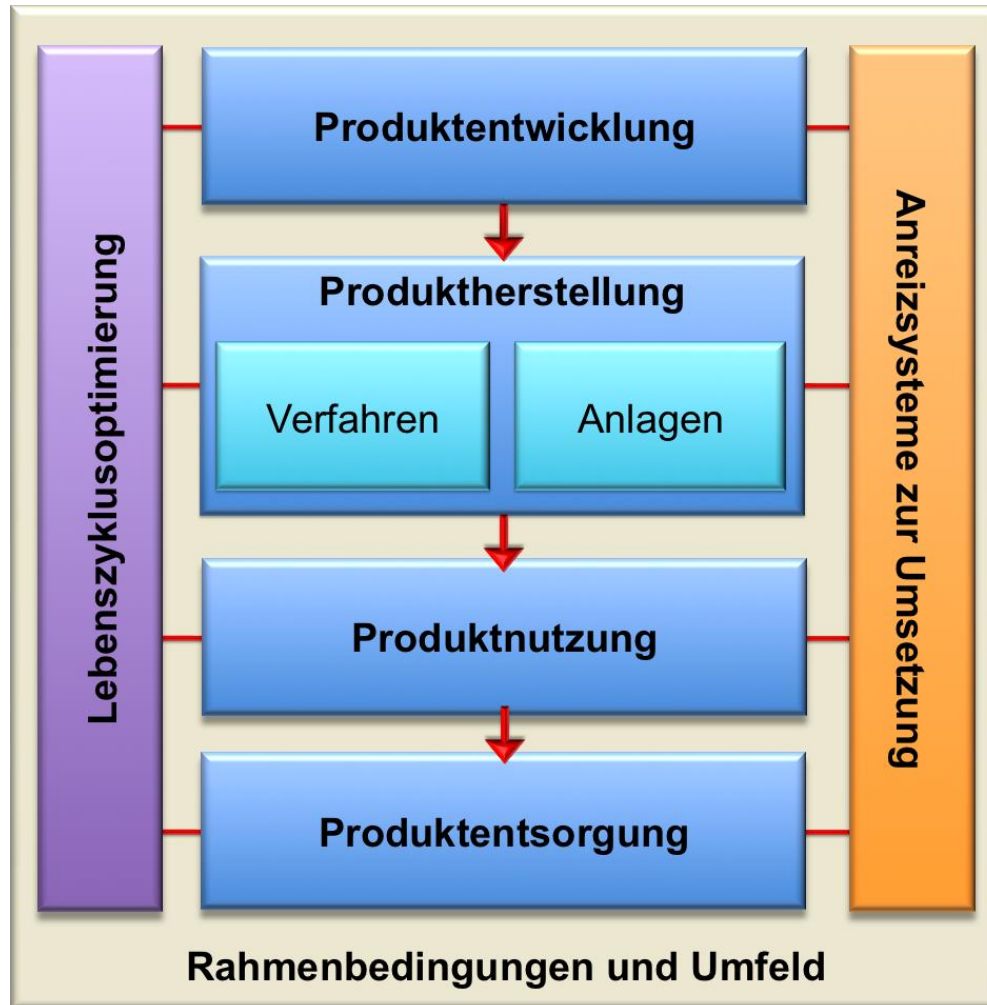 Lebenszyklusoptimierung
Produktentwicklung
Produktherstellung
Verfahren
Anlagen
Produktnutzung
Produktentsorgung
Anreizsysteme zur Umsetzung
Rahmenbedingungen und Umfeld